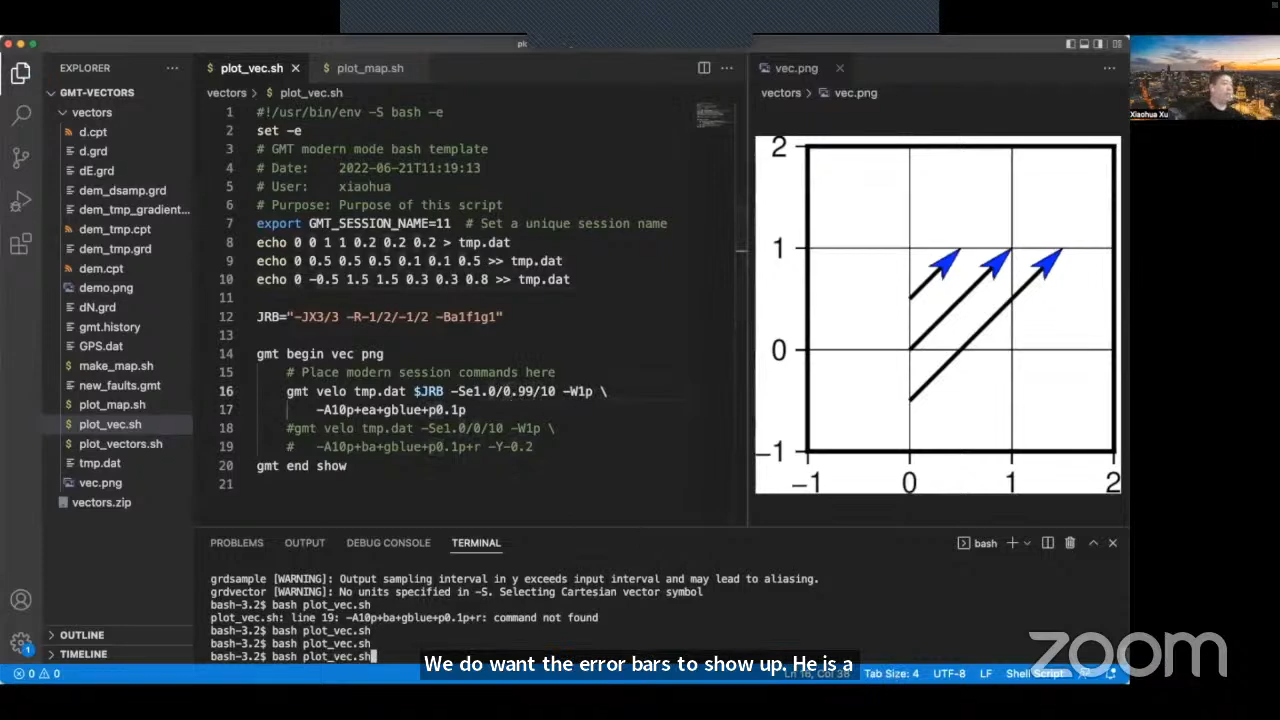 pk
EXPLORER
plot_vec.sh
plot_map.sh
vec.png
GMT-VECTORS
vectors > plot_vec.sh
vectors > vec.png
vectors
d.cpt
d.grd
dE.grd
dem_dsamp.grd
dem_tmp_gradient...
dem_tmp.cpt
dem_tmp.grd
dem.cpt
demo.png
dN.grd
gmt.history
GPS.dat
make_map.sh
new_faults.gmt
plot_map.sh
plot_vec.sh
plot_vectors.sh
tmp.dat
vec.png
vectors.zip
OUTLINE
TIMELINE
1 #!/usr/bin/env -S bash -e
2 set -e
3 # GMT modern mode bash template
4 # Date: 2022-06-21T11:19:13
5 # User: xiaohua
6 # Purpose: Purpose of this script
7 export GMT_SESSION_NAME=11 # Set a unique session name
8 echo 0 0 1 1 0.2 0.2 0.2 > tmp.dat
9 echo 0 0.5 0.5 0.5 0.1 0.1 0.5 >> tmp.dat
10 echo 0 -0.5 1.5 1.5 0.3 0.3 0.8 >> tmp.dat
11
12 JRB="-JX3/3 -R-1/2/-1/2 -Ba1f1g1"
13
14 gmt begin vec png
15 # Place modern session commands here
16 gmt velo tmp.dat $JRB -Se1.0/0.99/10 -W1p \
17 -A10p+ea+gblue+p0.1p
18 #gmt velo tmp.dat -Se1.0/0/10 -W1p \
19 # -A10p+ba+gblue+p0.1p+r -Y-0.2
20 gmt end show
21
2
1
0
−1
−1 0 1 2
PROBLEMS OUTPUT DEBUG CONSOLE TERMINAL
bash
grdsample [WARNING]: Output sampling interval in y exceeds input interval and may lead to aliasing.
grdvector [WARNING]: No units specified in -S. Selecting Cartesian vector symbol
bash-3.2$ bash plot_vec.sh
plot_vec.sh: line 19: -A10p+ba+gblue+p0.1p+r: command not found
bash-3.2$ bash plot_vec.sh
bash-3.2$ bash plot_vec.sh
bash-3.2$ bash plot_vec.sh
We do want the error bars to show up. He is a
1
0 0
Ln 16, Col 38 Tab Size: 4 UTF-8 LF Shell Script
Xiaohua Xu
zoom